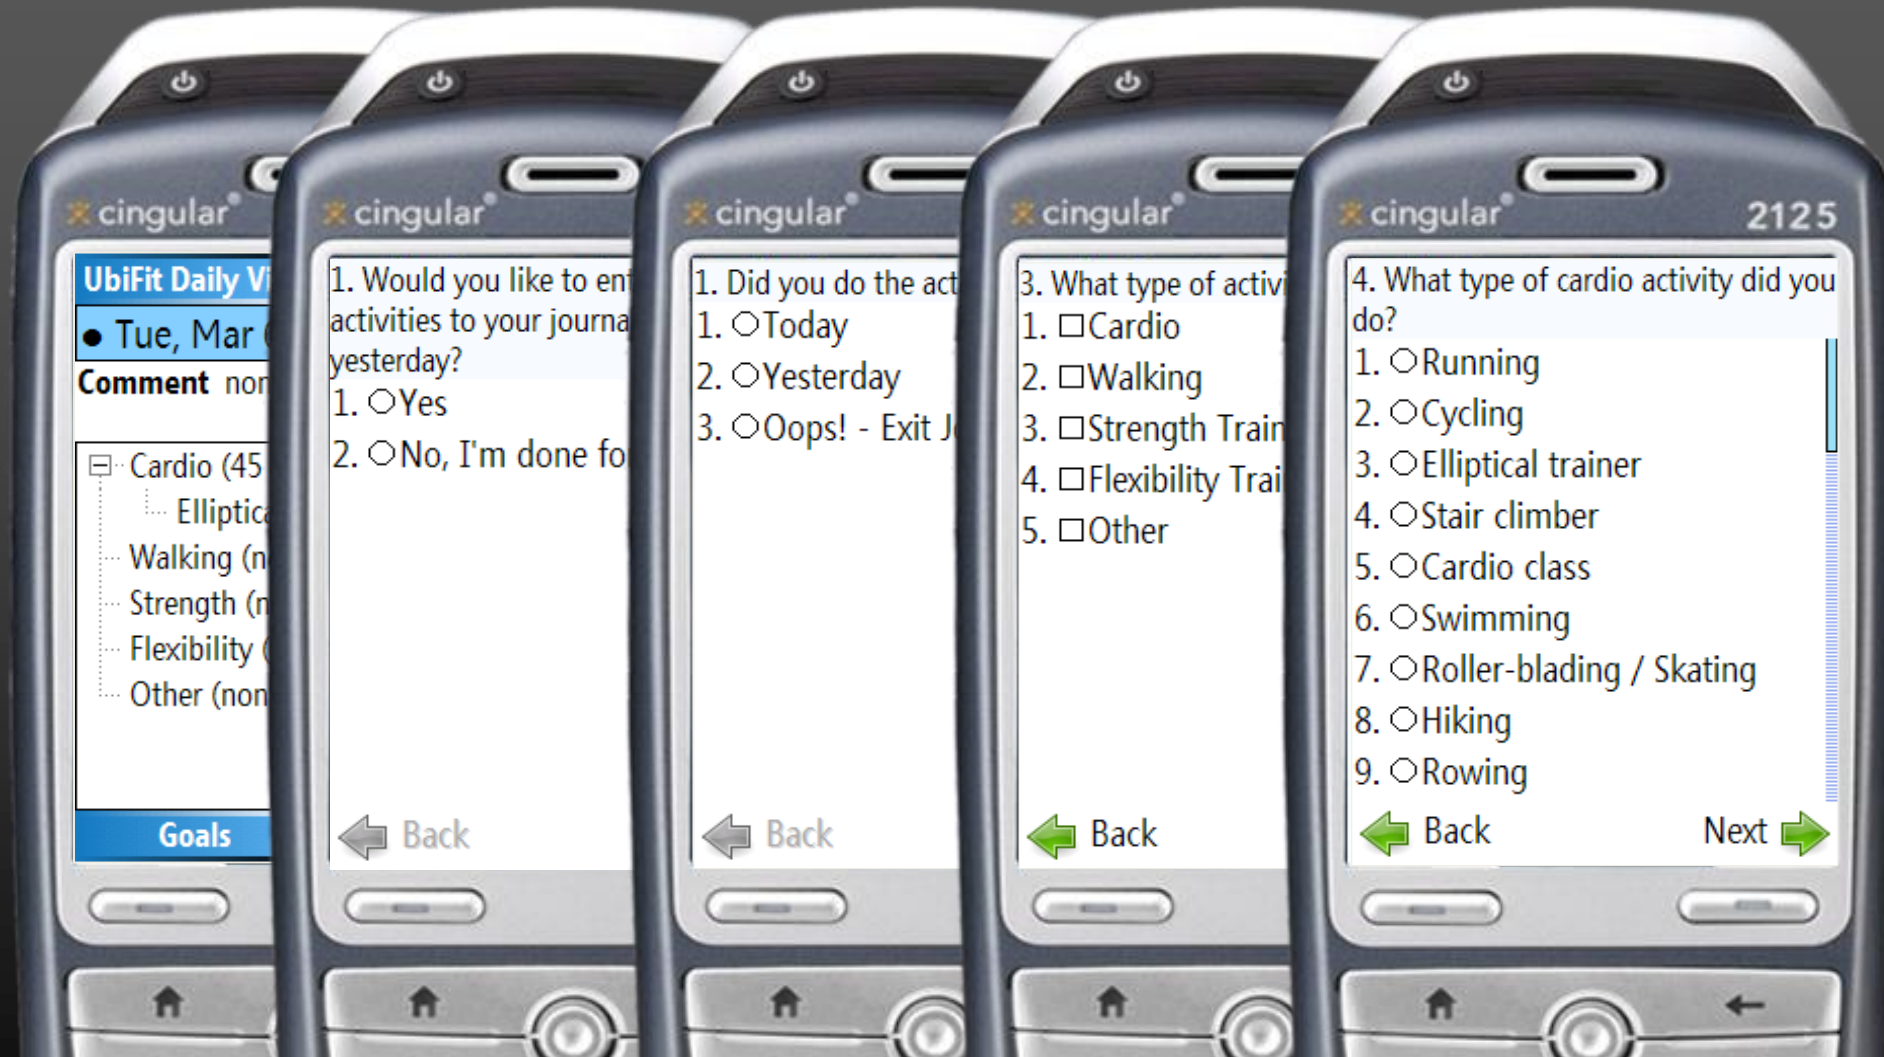 cingular®
UbiFit Daily
Tue, Mar
Comment
Cardio (45
Walking
Strength
Flexibility
Other
Goals
cingular®
1. Would you like to
activities to your
yesterday?
1. Yes
2. No, I'm done
Back
cingular®
1. Did you do the
1. Today
2. Yesterday
3. Oops! - Exit
Back
cingular®
3. What type of
1. Cardio
2. Walking
3. Strength
4. Flexibility
5. Other
Back
cingular® 2125
4. What type of cardio activity did you
do?
1. Running
2. Cycling
3. Elliptical trainer
4. Stair climber
5. Cardio class
6. Swimming
7. Roller-blading / Skating
8. Hiking
9. Rowing
Back Next